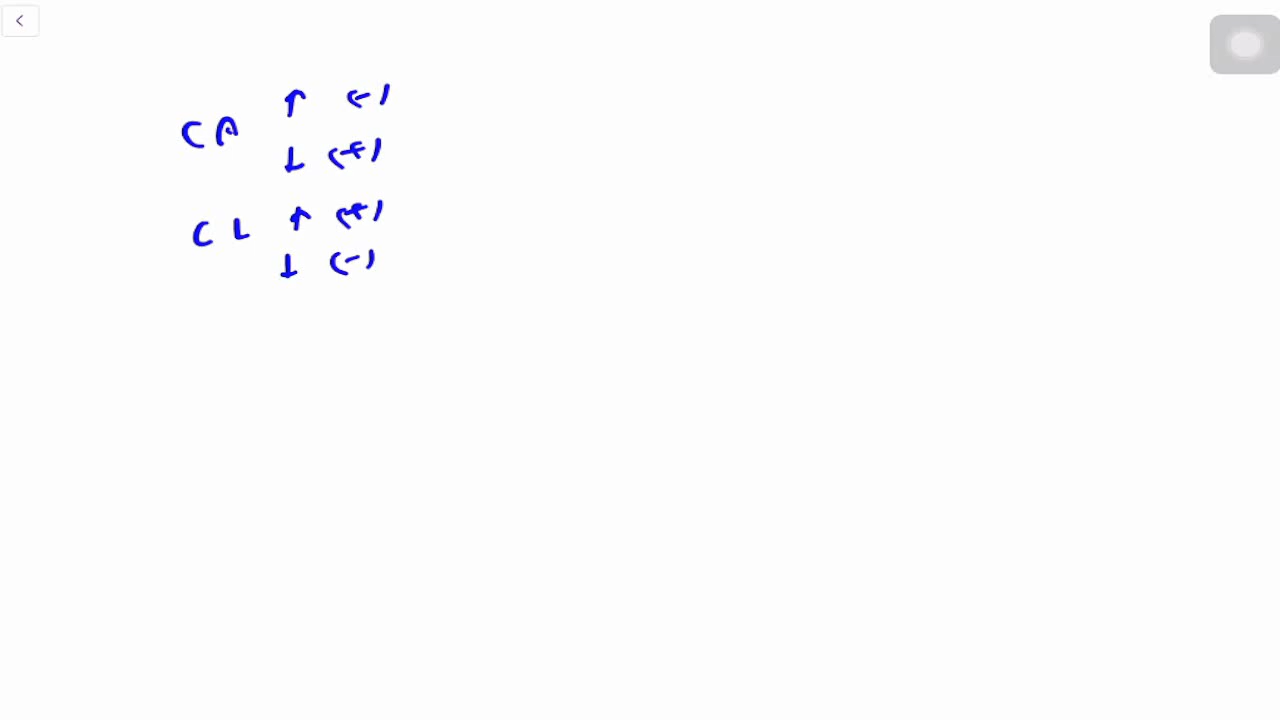 CA ↑ (-)
↓ (+)
CL ↑ (+)
↓ (-)